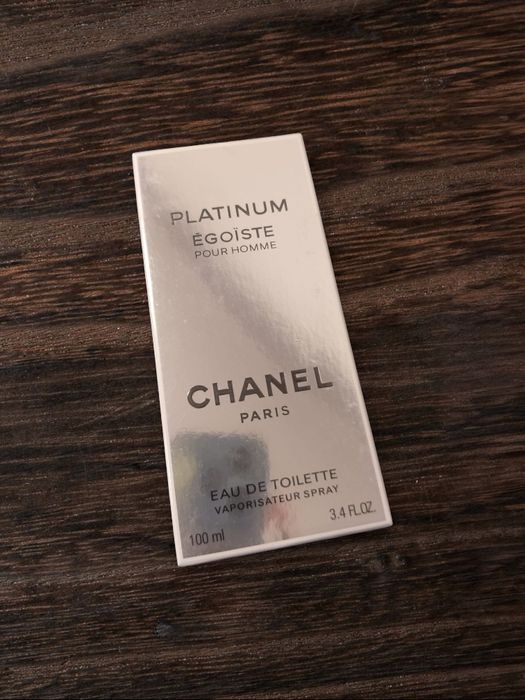 PLATINUM
ÉGOÏSTE
POUR HOMME
CHANEL
PARIS
EAU DE TOILETTE
VAPORISATEUR SPRAY
100 ml 3.4 FL.OZ.